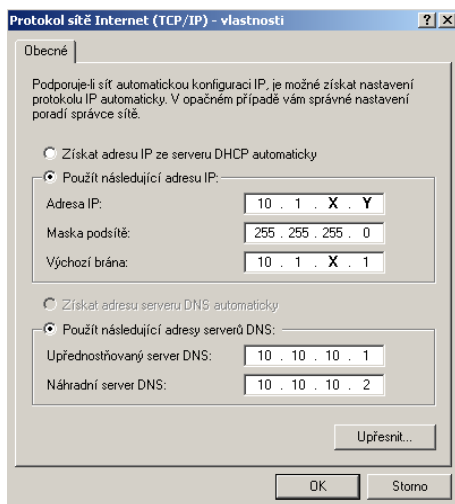 Protokol sítě Internet (TCP/IP) - vlastnosti
Obecné
Podporuje-li síť automatickou konfiguraci IP, je možné získat nastavení
protokolu IP automaticky. V opačném případě vám správné nastavení
poradí správce sítě.
Získat adresu IP ze serveru DHCP automaticky
Použít následující adresu IP:
Adresa IP: 10 . 1 . X . Y
Maska podsítě: 255 . 255 . 255 . 0
Výchozí brána: 10 . 1 . X . 1
Získat adresu serveru DNS automaticky
Použít následující adresy serverů DNS:
Upřednostňovaný server DNS: 10 . 10 . 10 . 1
Náhradní server DNS: 10 . 10 . 10 . 2
Upřesnit...
OK Storno